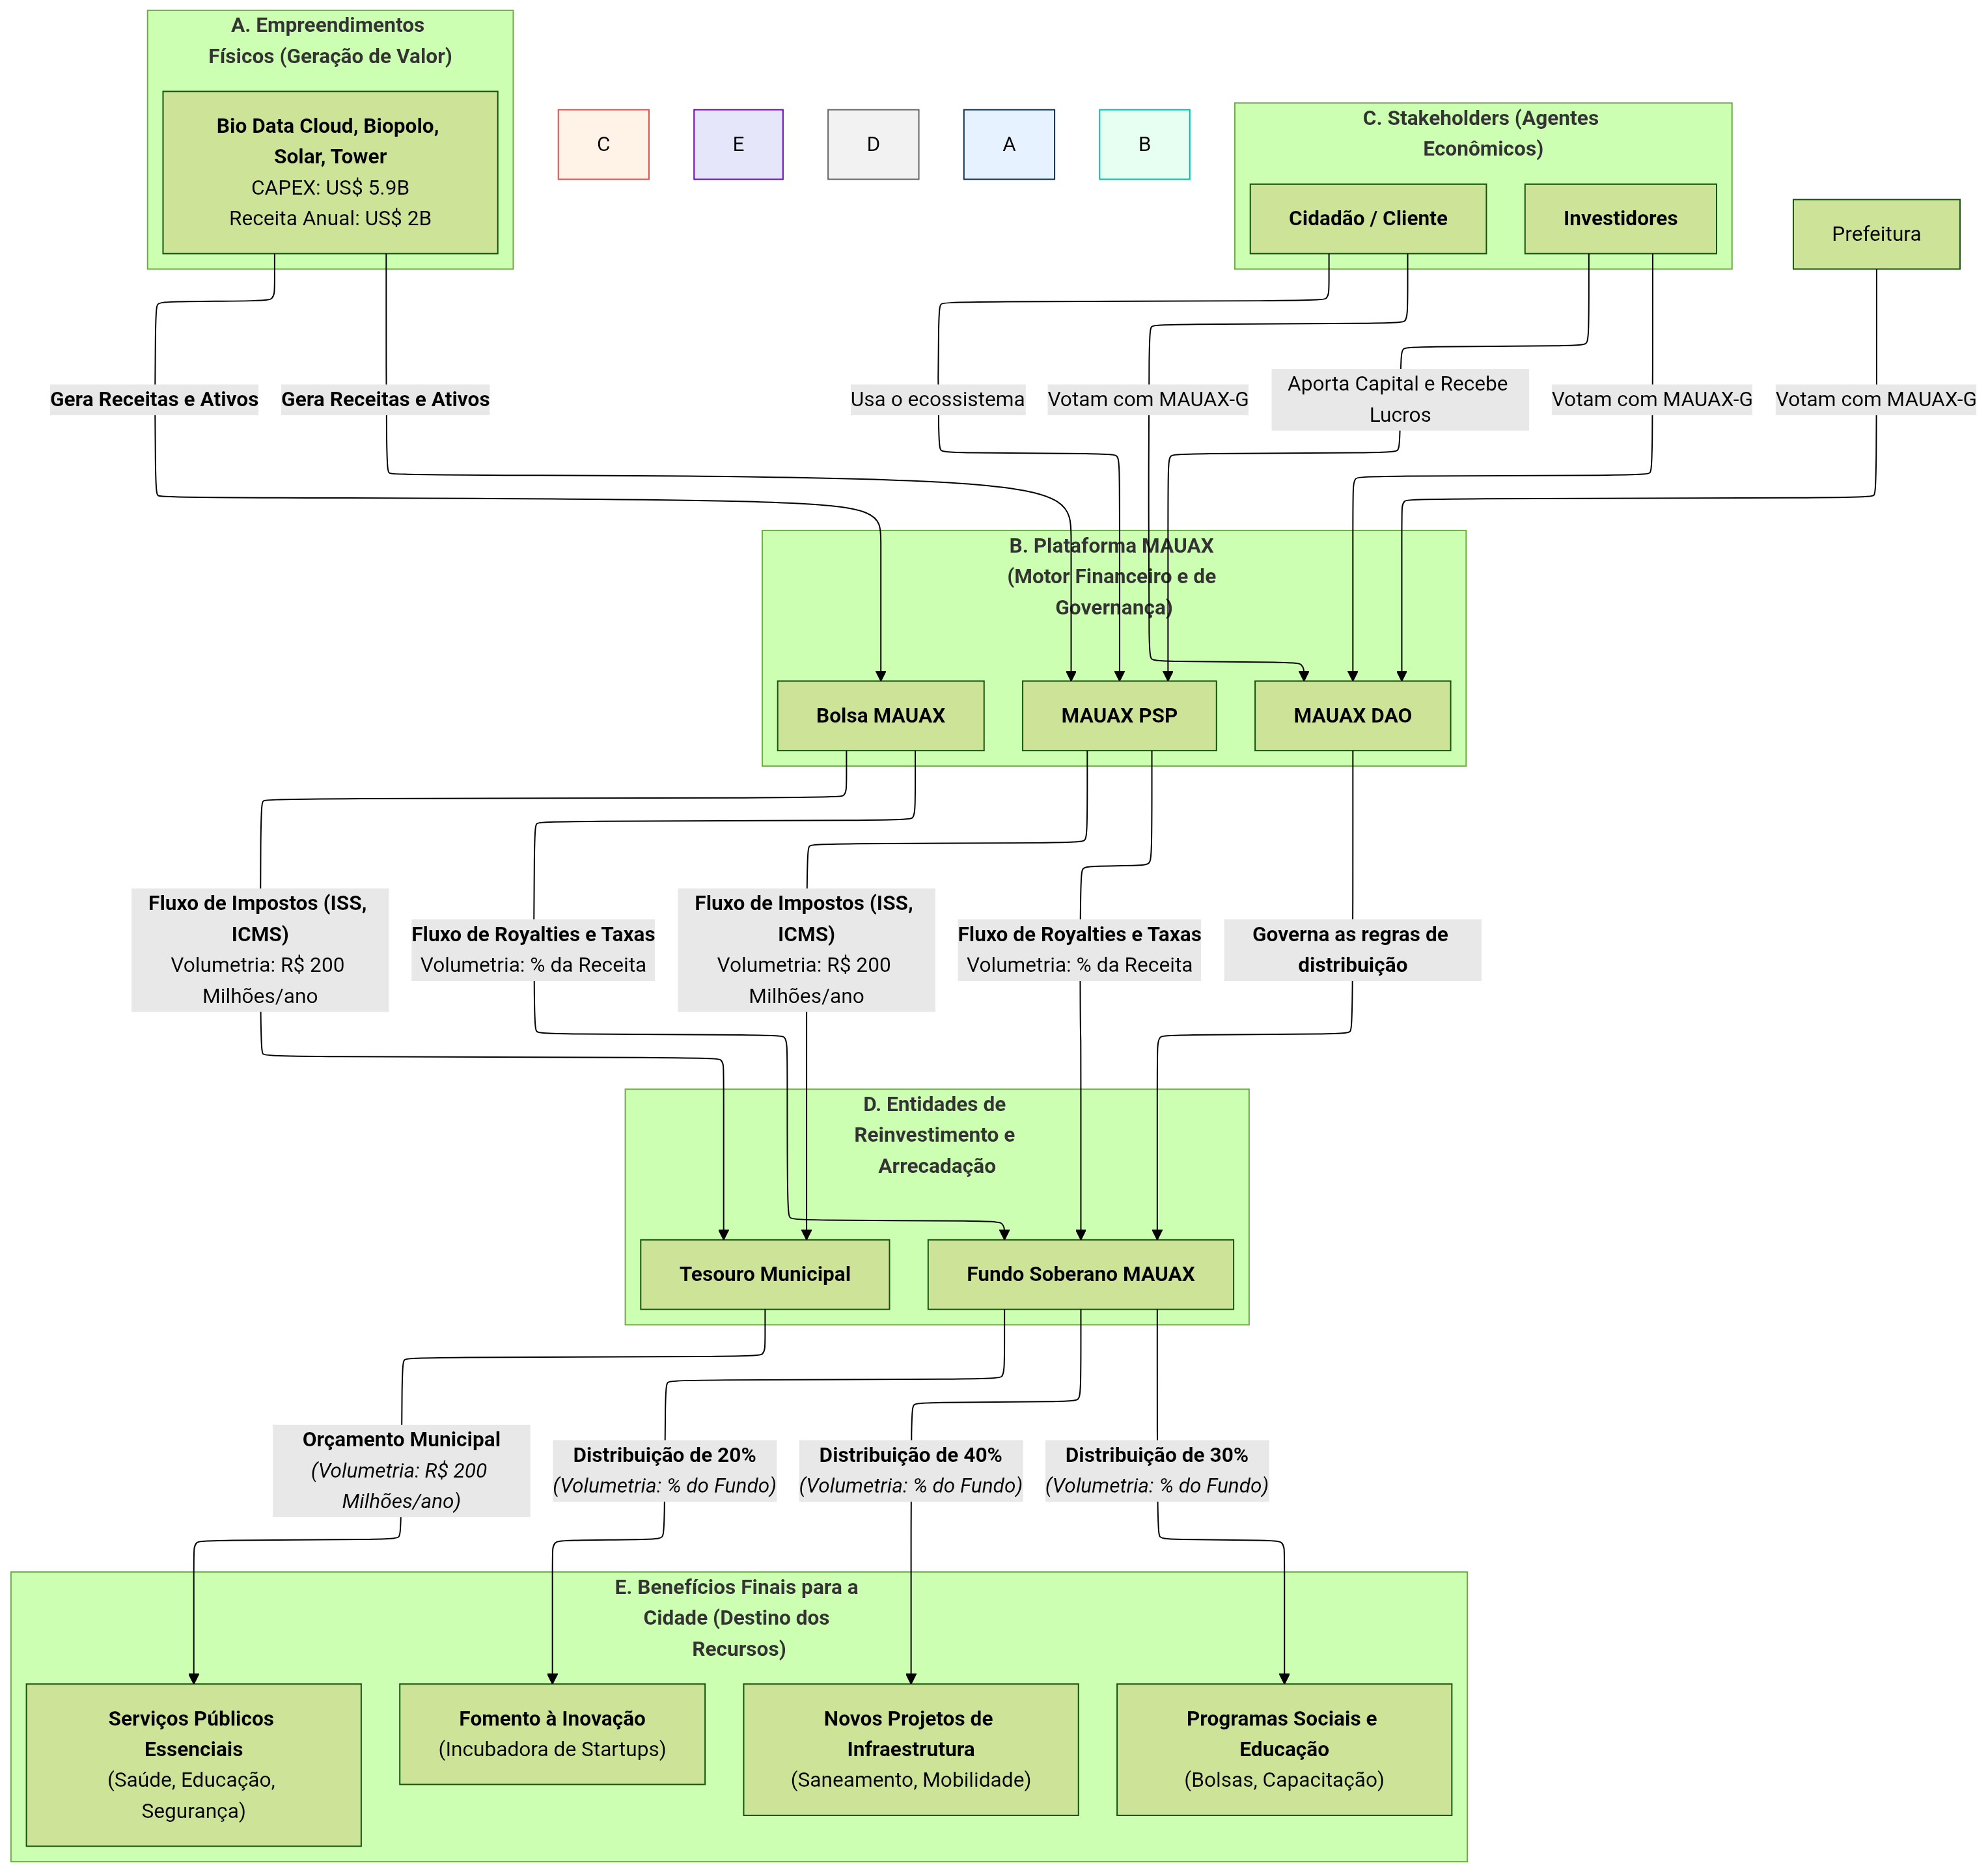 A. Empreendimentos
Físicos (Geração de Valor)
Bio Data Cloud, Biopolo,
Solar, Tower
CAPEX: US$ 5.9B
Receita Anual: US$ 2B
C
E
D
A
B
C. Stakeholders (Agentes
Econômicos)
Cidadão / Cliente
Investidores
Prefeitura
Gera Receitas e Ativos
Gera Receitas e Ativos
Usa o ecossistema
Votam com MAUAX-G
Aporta Capital e Recebe
Lucros
Votam com MAUAX-G
Votam com MAUAX-G
B. Plataforma MAUAX
(Motor Financeiro e de
Governança)
Bolsa MAUAX
MAUAX PSP
MAUAX DAO
Fluxo de Impostos (ISS,
ICMS)
Volumetria: R$ 200
Milhões/ano
Fluxo de Royalties e Taxas
Volumetria: % da Receita
Fluxo de Impostos (ISS,
ICMS)
Volumetria: R$ 200
Milhões/ano
Fluxo de Royalties e Taxas
Volumetria: % da Receita
Governa as regras de
distribuição
D. Entidades de
Reinvestimento e
Arrecadação
Tesouro Municipal
Fundo Soberano MAUAX
Orçamento Municipal
(Volumetria: R$ 200
Milhões/ano)
Distribuição de 20%
(Volumetria: % do Fundo)
Distribuição de 40%
(Volumetria: % do Fundo)
Distribuição de 30%
(Volumetria: % do Fundo)
E. Benefícios Finais para a
Cidade (Destino dos
Recursos)
Serviços Públicos
Essenciais
(Saúde, Educação,
Segurança)
Fomento à Inovação
(Incubadora de Startups)
Novos Projetos de
Infraestrutura
(Saneamento, Mobilidade)
Programas Sociais e
Educação
(Bolsas, Capacitação)